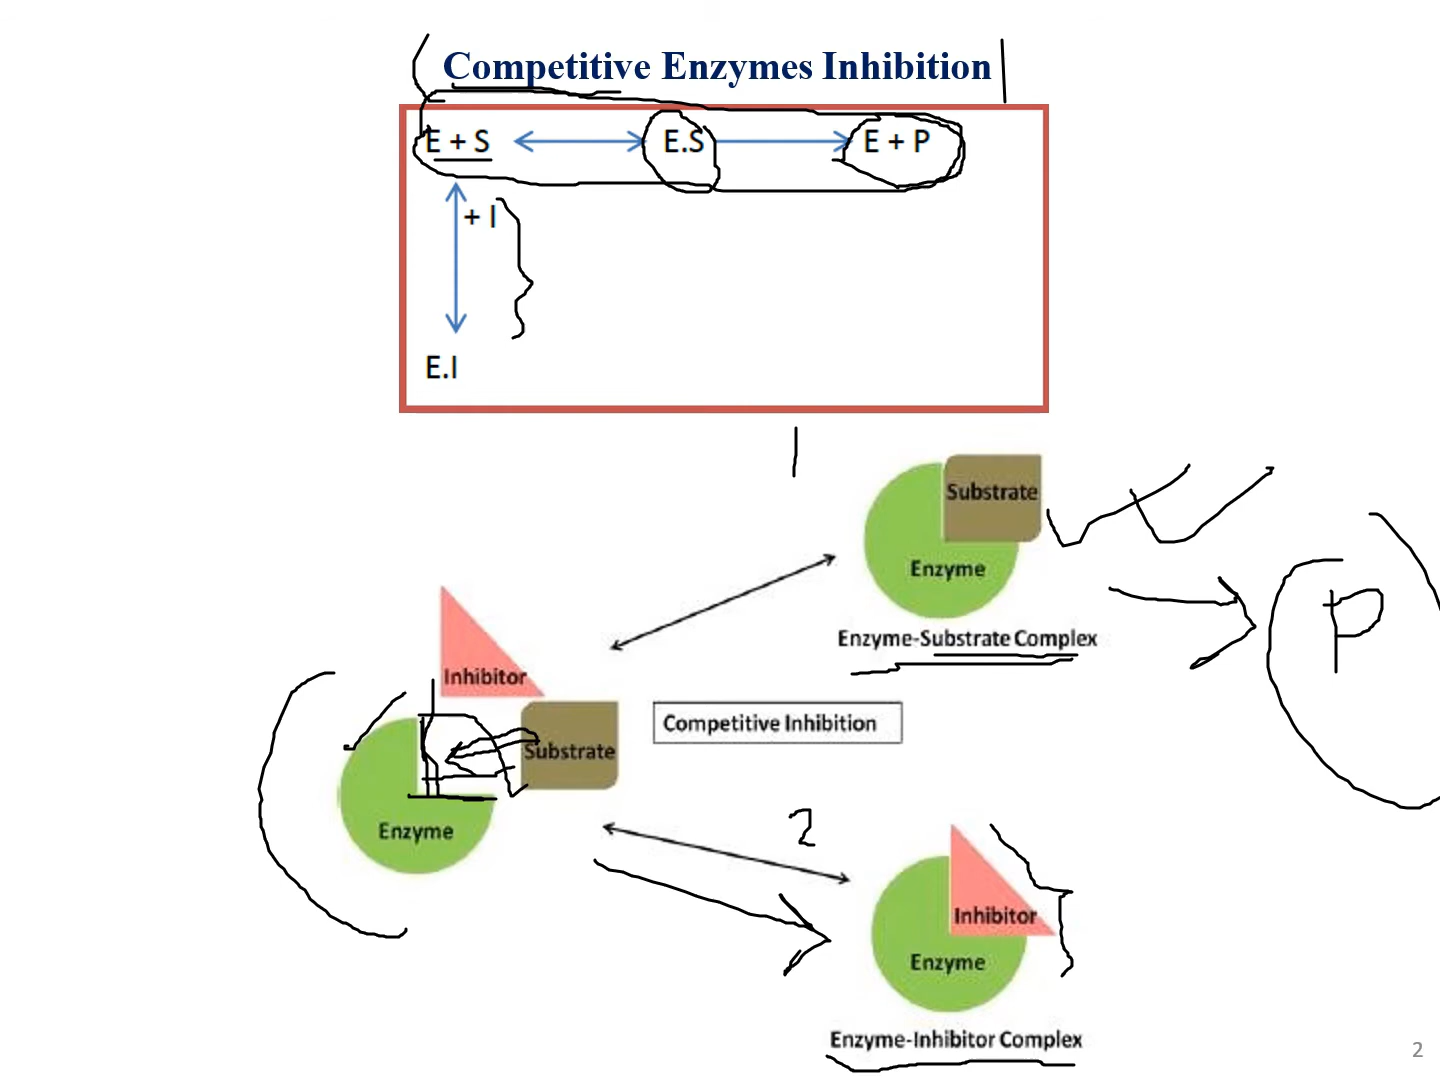 Competitive Enzymes Inhibition
E + S E.S E + P
+ I
E.I
1
Substrate
Enzyme
Enzyme-Substrate Complex
P
Inhibitor
Competitive Inhibition
Substrate
Enzyme
2
Inhibitor
Enzyme
Enzyme-Inhibitor Complex
2